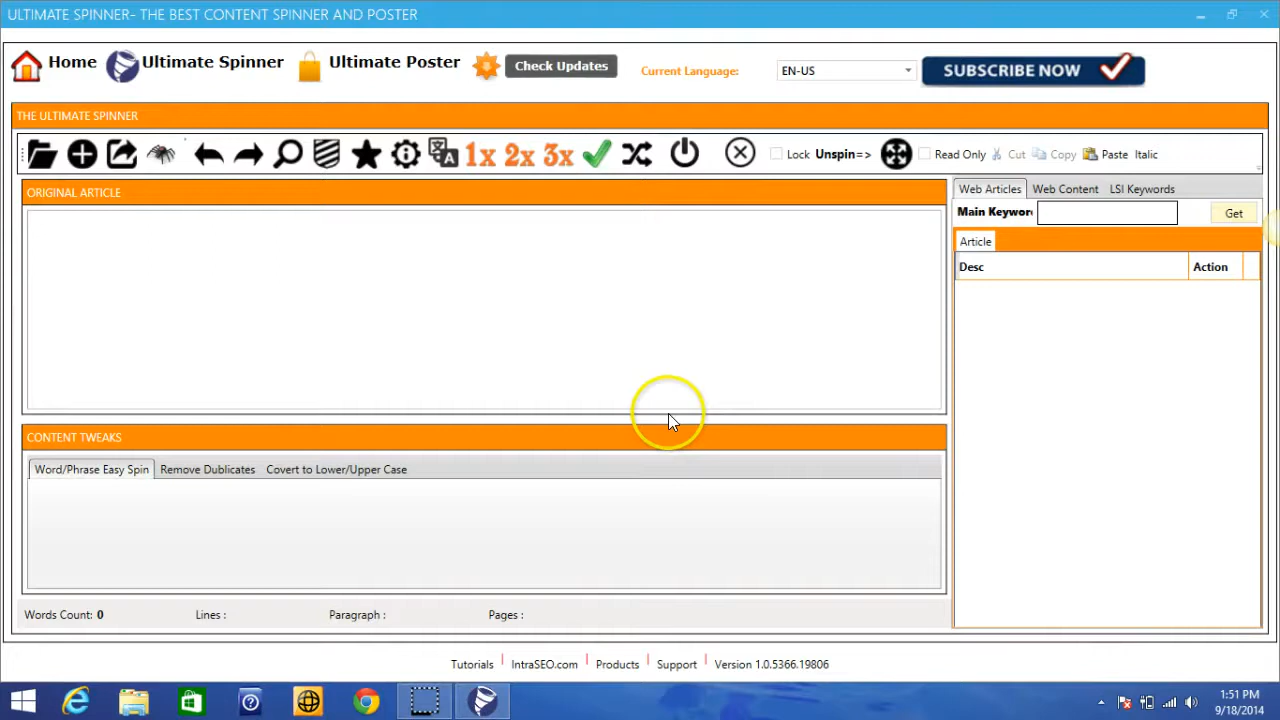 ULTIMATE SPINNER- THE BEST CONTENT SPINNER AND POSTER
Home Ultimate Spinner Ultimate Poster Check Updates Current Language: EN-US SUBSCRIBE NOW
THE ULTIMATE SPINNER
1x 2x 3x Lock Unspin=> Read Only Cut Copy Paste Italic
ORIGINAL ARTICLE
Web Articles Web Content LSI Keywords
Main Keywor Get
Article
Desc Action
CONTENT TWEAKS
Word/Phrase Easy Spin Remove Dublicates Covert to Lower/Upper Case
Words Count: 0 Lines : Paragraph : Pages :
Tutorials IntraSEO.com Products Support Version 1.0.5366.19806
1:51 PM
9/18/2014